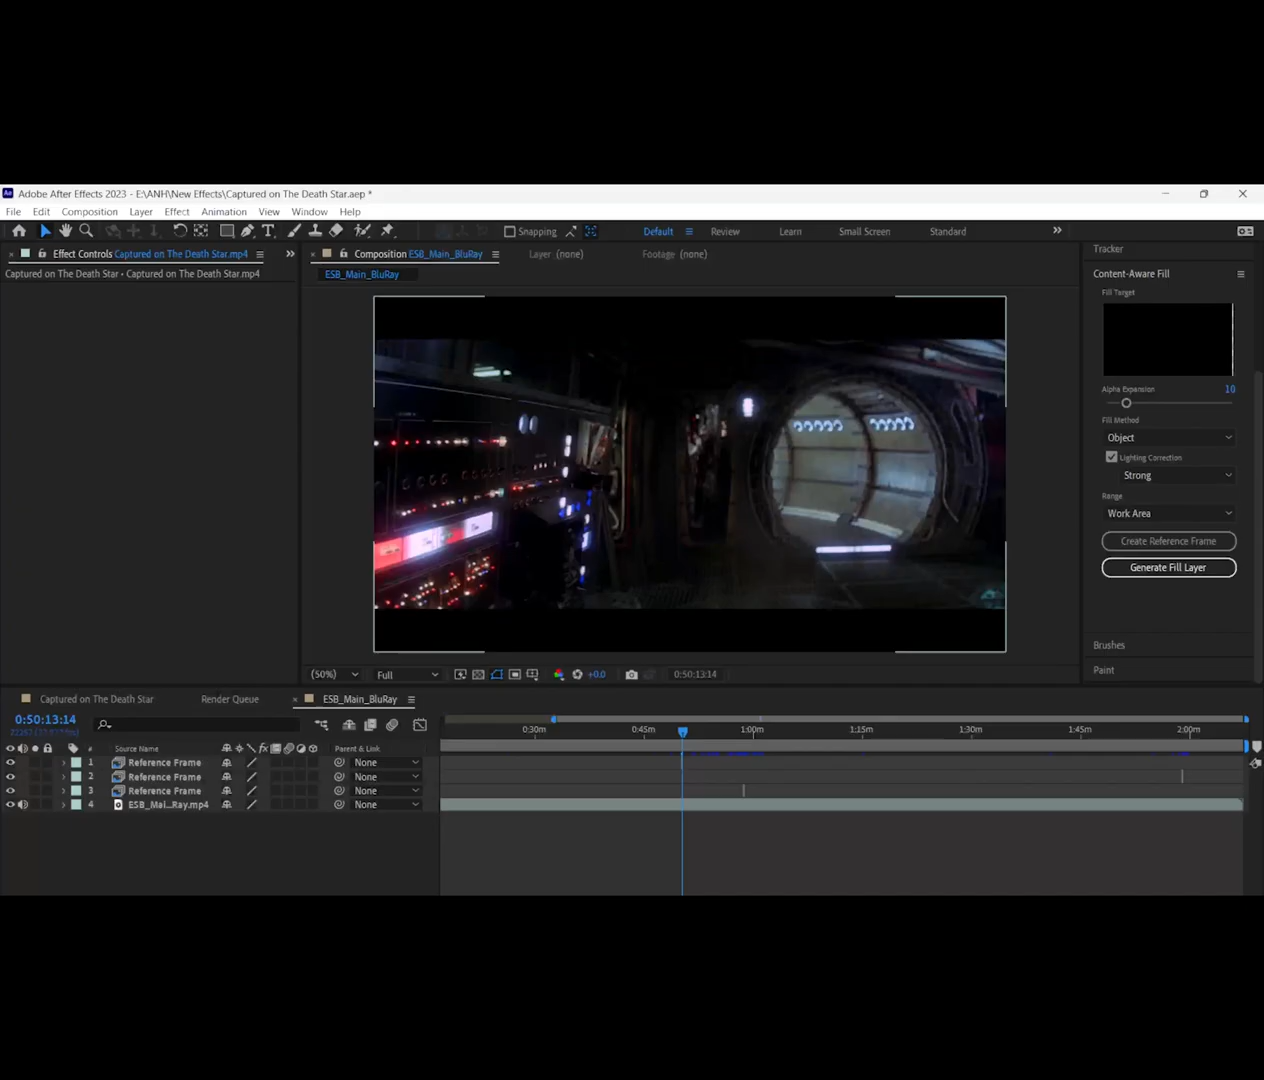 Adobe After Effects 2023 - E:\ANH\New Effects\Captured on The Death Star.aep *
File Edit Composition Layer Effect Animation View Window Help
Snapping Default Review Learn Small Screen Standard
Effect Controls Captured on The Death Star.mp4
Composition ESB_Main_BluRay Layer (none) Footage (none)
Captured on The Death Star • Captured on The Death Star.mp4
ESB_Main_BluRay
Tracker
Content-Aware Fill
Fill Target
Alpha Expansion 10
Fill Method
Object
Lighting Correction
Strong
Range
Work Area
Create Reference Frame
Generate Fill Layer
Brushes
Paint
(50%) Full +0.0 0:50:13:14
Captured on The Death Star Render Queue ESB_Main_BluRay
0:50:13:14
0:30m 0:45m 1:00m 1:15m 1:30m 1:45m 2:00m
# Source Name Parent & Link
1 Reference Frame None
2 Reference Frame None
3 Reference Frame None
4 ESB_Mai...Ray.mp4 None